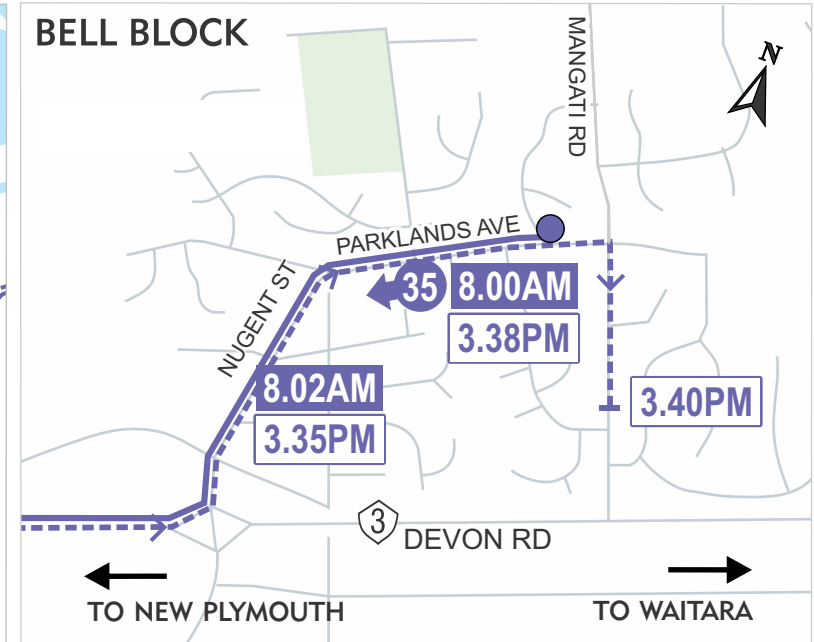 BELL BLOCK
MANGATI RD
N
PARKLANDS AVE
35
8.00AM
3.38PM
NUGENT ST
8.02AM
3.35PM
3.40PM
3
DEVON RD
TO NEW PLYMOUTH
TO WAITARA